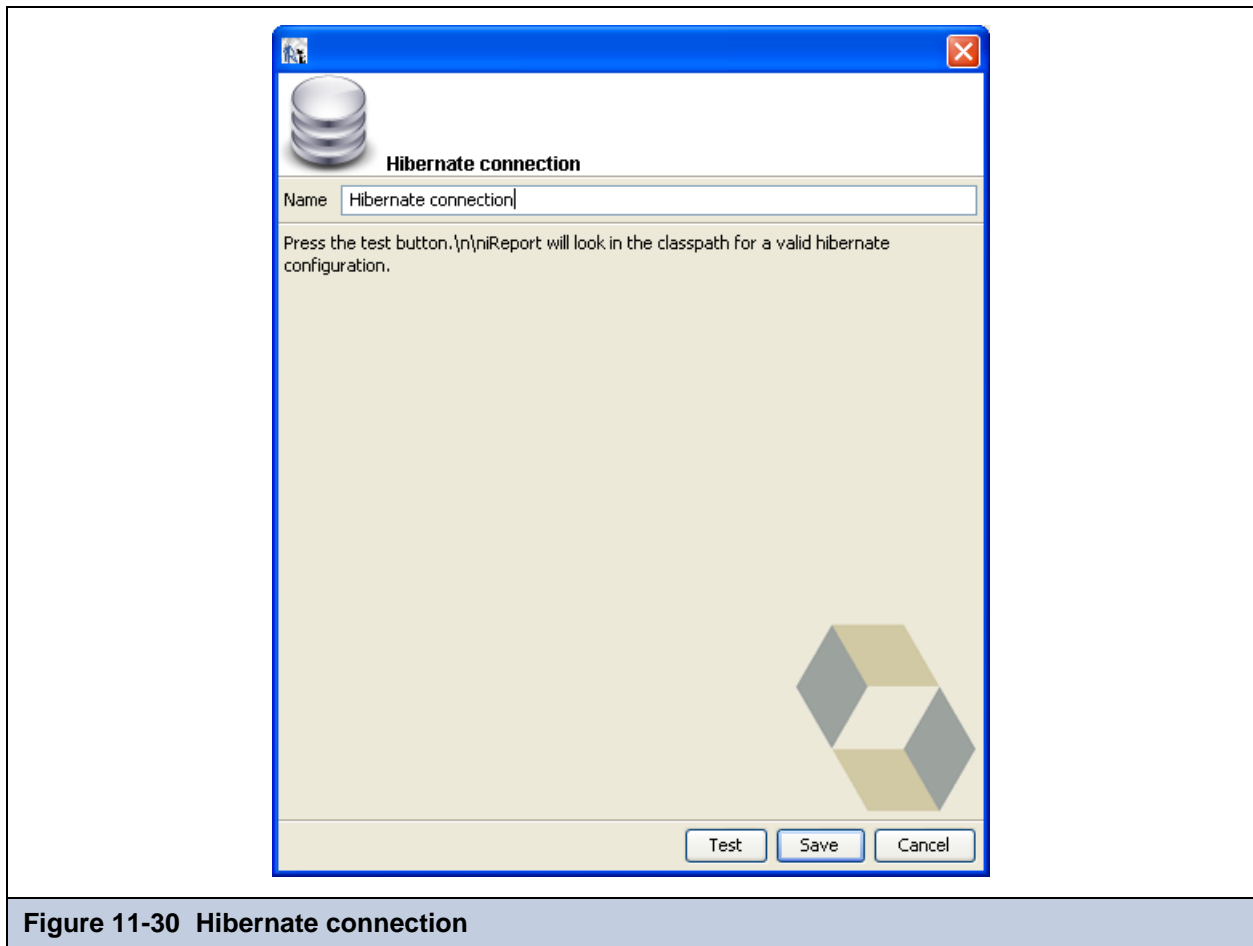 Hibernate connection
Name Hibernate connection
Press the test button.\n\niReport will look in the classpath for a valid hibernate
configuration.
Test Save Cancel
Figure 11-30 Hibernate connection